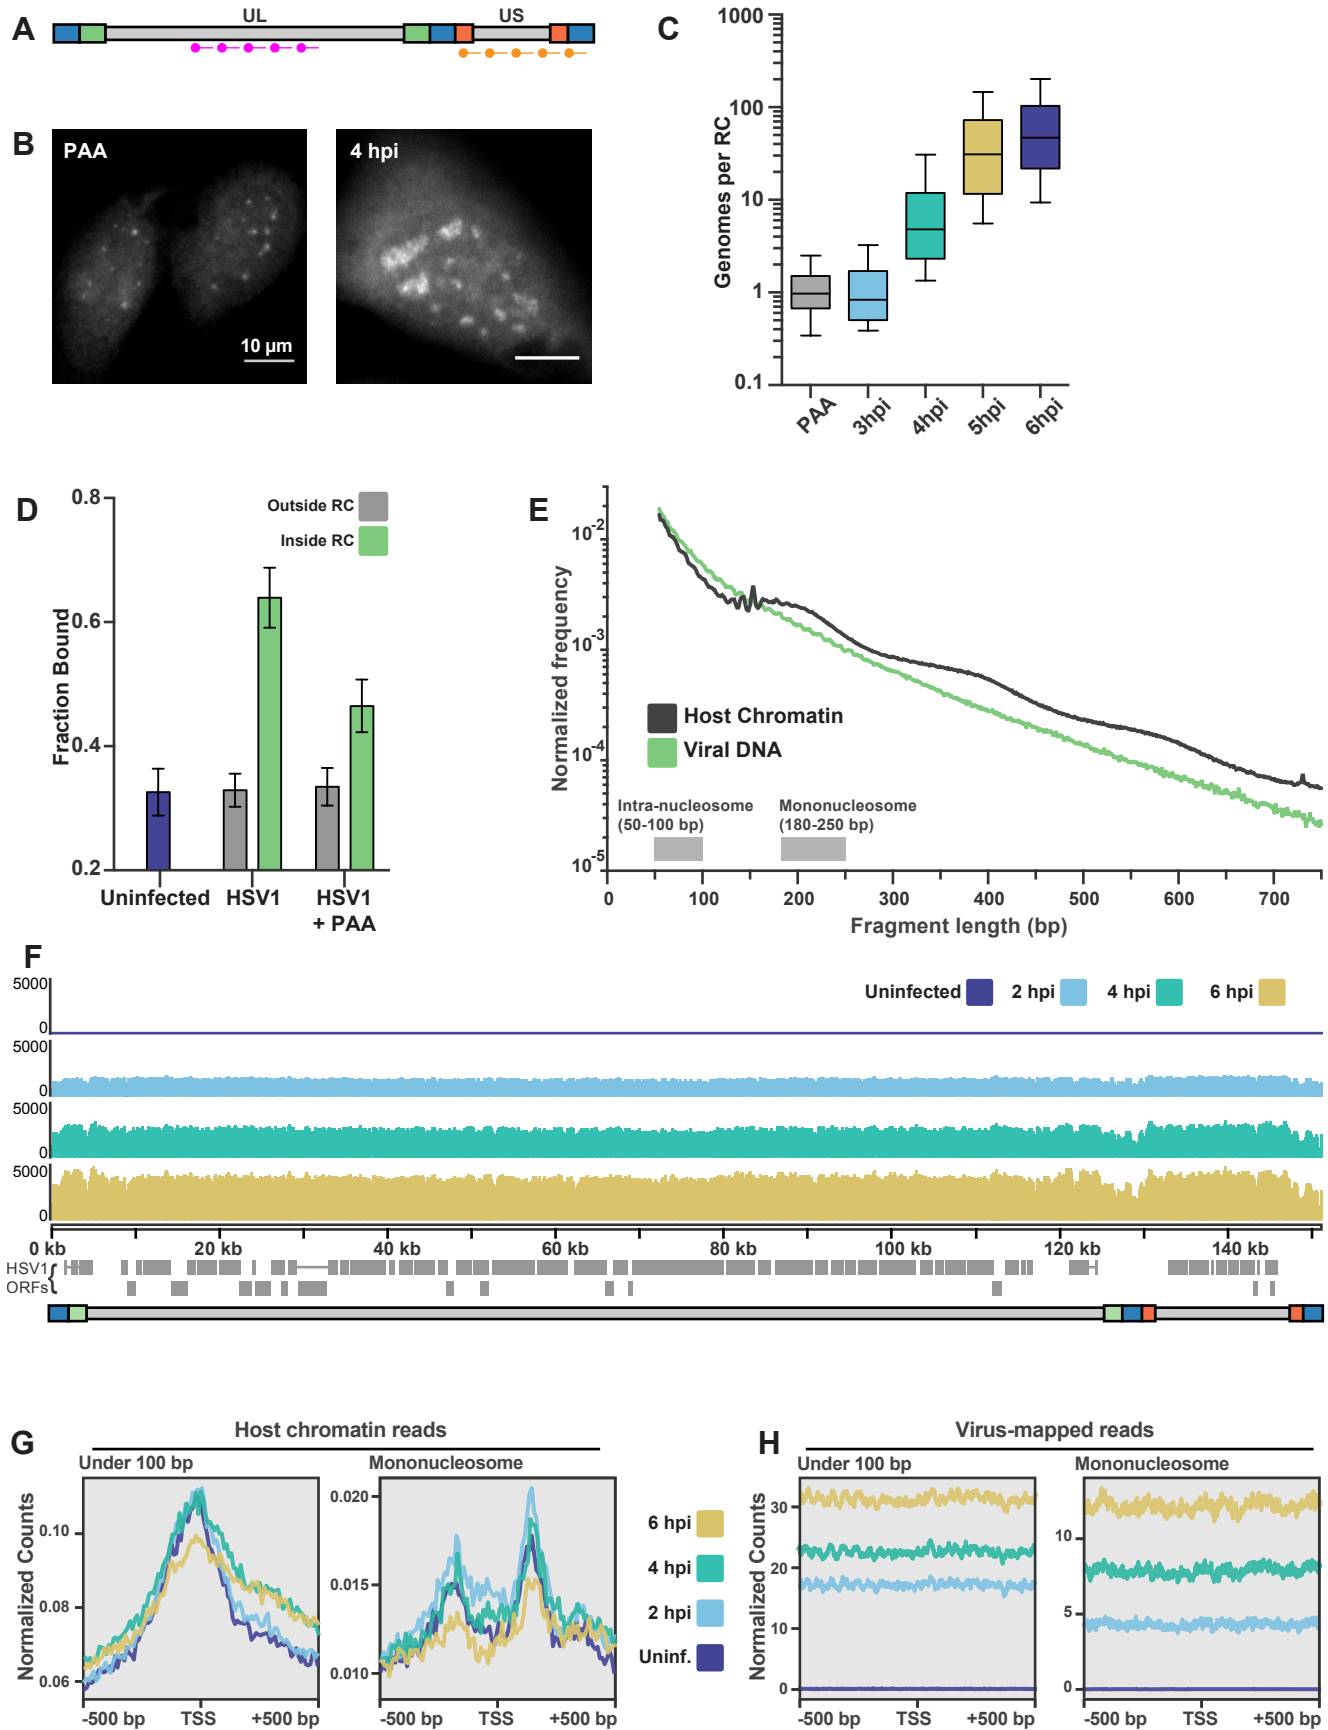 A
UL
US
B
PAA
10 µm
4 hpi
C
Genomes per RC
1000
100
10
1
0.1
PAA
3hpi
4hpi
5hpi
6hpi
D
Fraction Bound
0.8
0.6
0.4
0.2
Outside RC
Inside RC
Uninfected
HSV1
HSV1
+ PAA
E
Normalized frequency
10-2
10-3
10-4
10-5
Host Chromatin
Viral DNA
Intra-nucleosome
(50-100 bp)
Mononucleosome
(180-250 bp)
0
100
200
300
400
500
600
700
Fragment length (bp)
F
Uninfected
2 hpi
4 hpi
6 hpi
5000
0
5000
0
5000
0
5000
0
0 kb
20 kb
40 kb
60 kb
80 kb
100 kb
120 kb
140 kb
HSV1
ORFs
{
G
Host chromatin reads
Under 100 bp
Mononucleosome
Normalized Counts
0.10
0.08
0.06
-500 bp
TSS
+500 bp
0.020
0.015
0.010
-500 bp
TSS
+500 bp
6 hpi
4 hpi
2 hpi
Uninf.
H
Virus-mapped reads
Under 100 bp
Mononucleosome
Normalized Counts
30
20
10
0
-500 bp
TSS
+500 bp
10
5
0
-500 bp
TSS
+500 bp